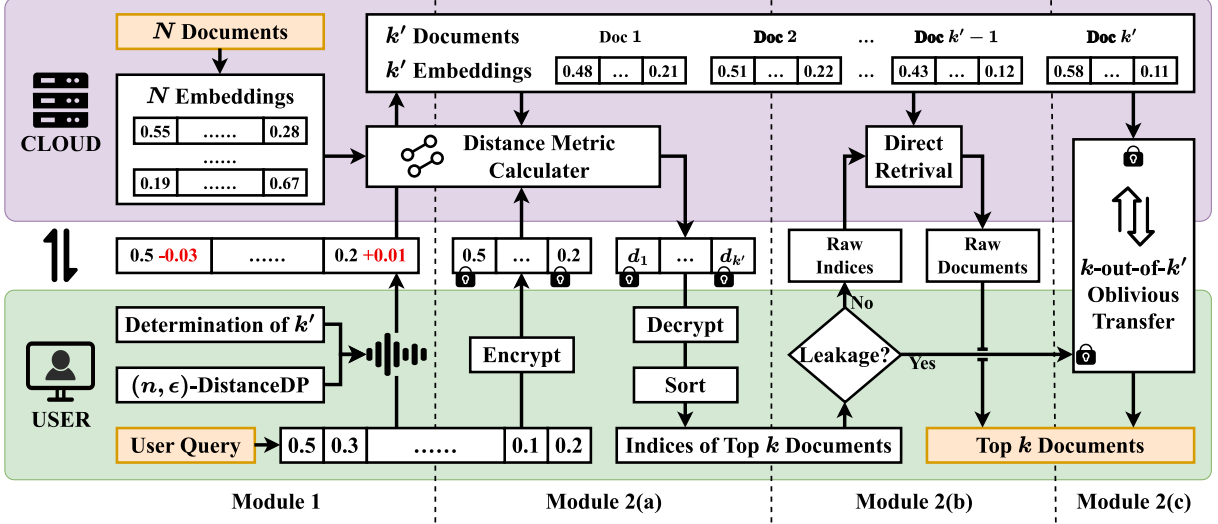 N Documents
N Embeddings
0.55 ...... 0.28
......
0.19 ...... 0.67
CLOUD
k′ Documents Doc 1 Doc 2 ... Doc k′ − 1 Doc k′
k′ Embeddings 0.48 ... 0.21 0.51 ... 0.22 ... 0.43 ... 0.12 0.58 ... 0.11
Distance Metric
Calculater
Direct
Retrival
0.5 -0.03 ...... 0.2 +0.01
0.5 ... 0.2
d1 ... dk′
Raw
Indices
Raw
Documents
k-out-of-k′
Oblivious
Transfer
Determination of k′
(n, ϵ)-DistanceDP
USER
User Query
0.5 0.3 ...... 0.1 0.2
Encrypt
Decrypt
Sort
Indices of Top k Documents
Leakage?
No
Yes
Top k Documents
Module 1
Module 2(a)
Module 2(b)
Module 2(c)